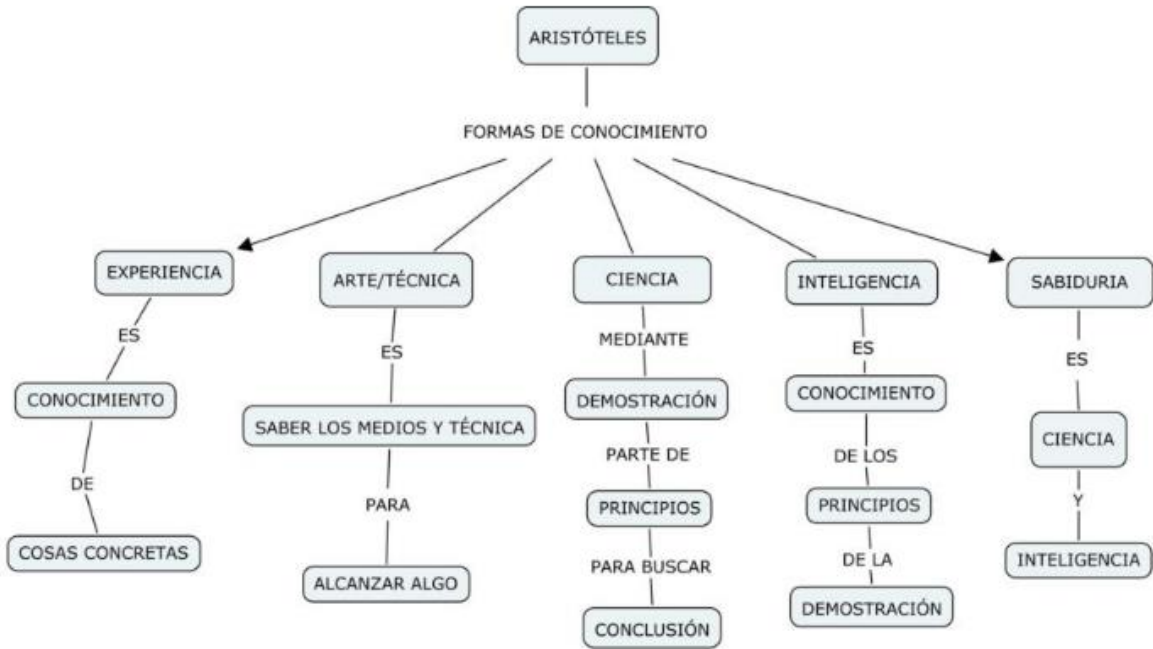 ARISTÓTELES
FORMAS DE CONOCIMIENTO
EXPERIENCIA
ES
CONOCIMIENTO
DE
COSAS CONCRETAS
ARTE/TÉCNICA
ES
SABER LOS MEDIOS Y TÉCNICA
PARA
ALCANZAR ALGO
CIENCIA
MEDIANTE
DEMOSTRACIÓN
PARTE DE
PRINCIPIOS
PARA BUSCAR
CONCLUSIÓN
INTELIGENCIA
ES
CONOCIMIENTO
DE LOS
PRINCIPIOS
DE LA
DEMOSTRACIÓN
SABIDURIA
ES
CIENCIA
Y
INTELIGENCIA